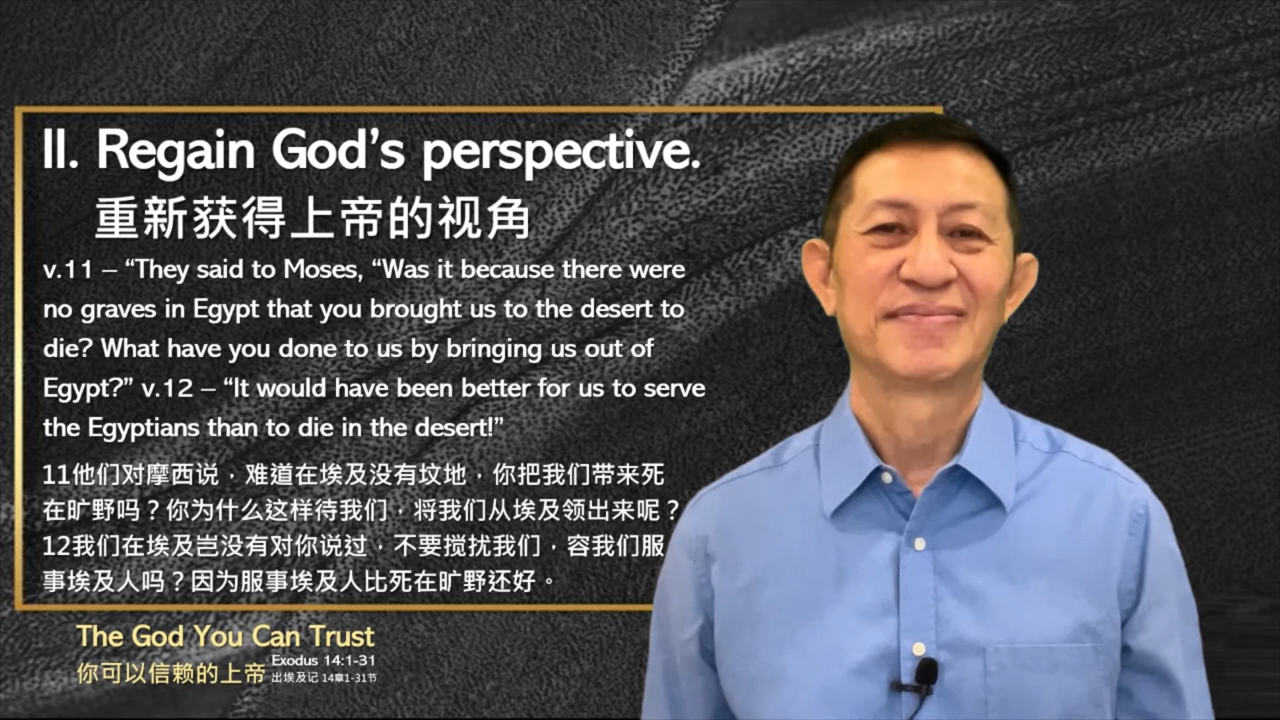 II. Regain God’s perspective.
重新获得上帝的视角
v.11 – “They said to Moses, “Was it because there were
no graves in Egypt that you brought us to the desert to
die? What have you done to us by bringing us out of
Egypt?” v.12 – “It would have been better for us to serve
the Egyptians than to die in the desert!”
11他们对摩西说，难道在埃及没有坟地，你把我们带来死
在旷野吗？你为什么这样待我们，将我们从埃及领出来呢？
12我们在埃及岂没有对你说过，不要搅扰我们，容我们服
事埃及人吗？因为服事埃及人比死在旷野还好。
The God You Can Trust
你可以信赖的上帝
Exodus 14:1-31
出埃及记 14章1-31节